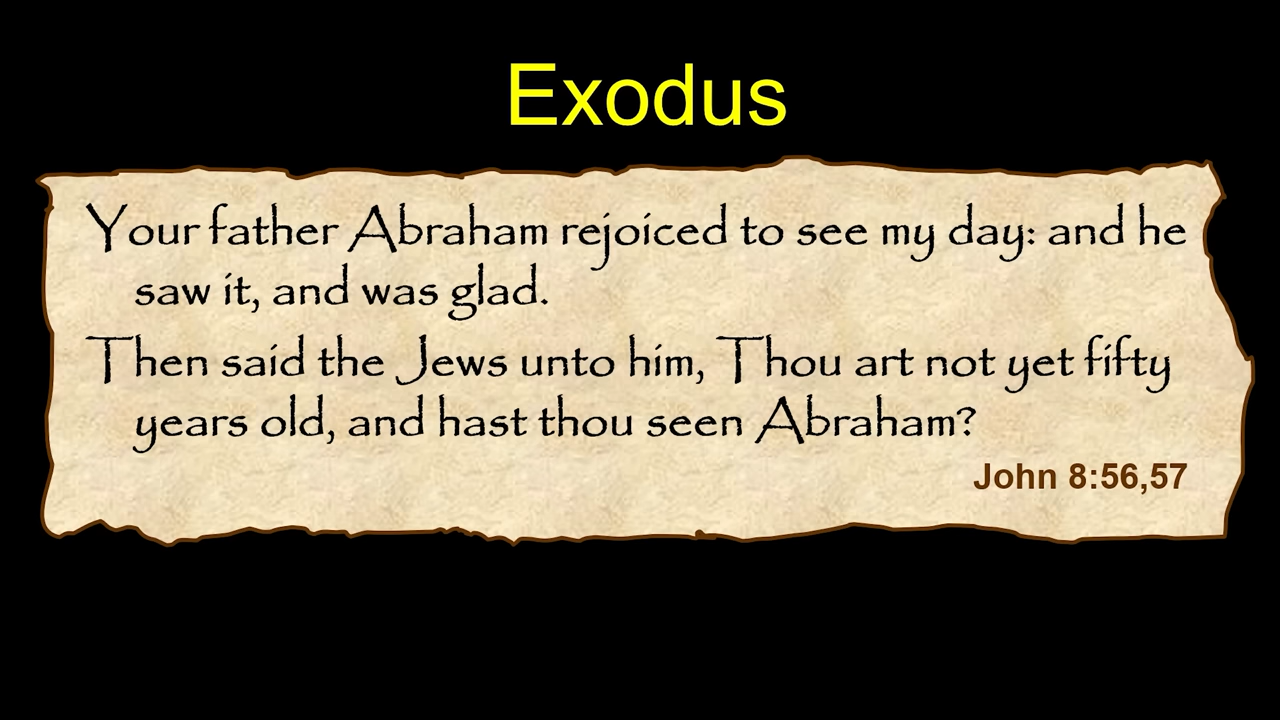 Exodus
Your father Abraham rejoiced to see my day: and he
saw it, and was glad.
Then said the Jews unto him, Thou art not yet fifty
years old, and hast thou seen Abraham?
John 8:56,57